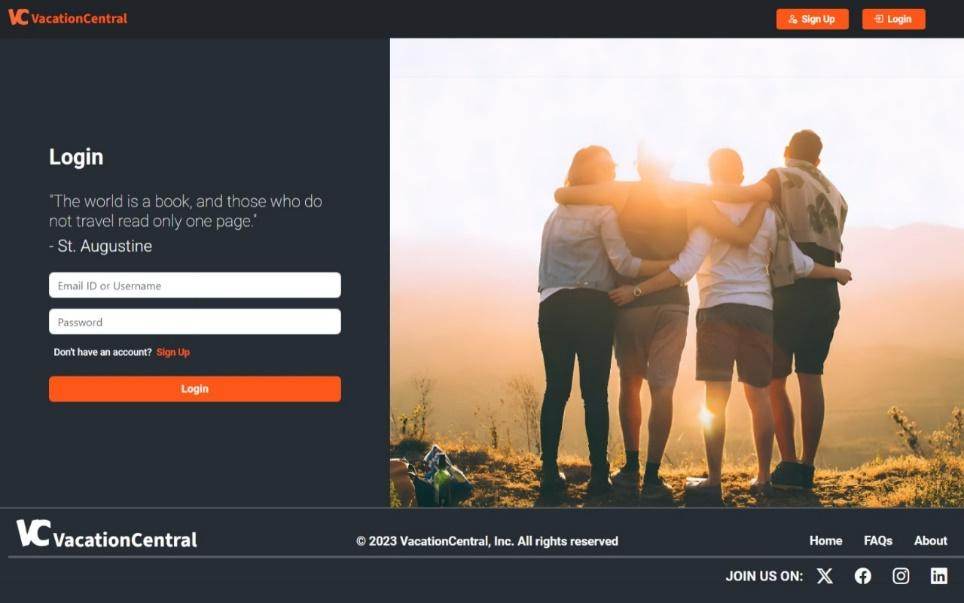 VC VacationCentral
Sign Up
Login
Login
"The world is a book, and those who do
not travel read only one page."
- St. Augustine
Email ID or Username
Password
Don't have an account? Sign Up
Login
VC VacationCentral
© 2023 VacationCentral, Inc. All rights reserved
Home FAQs About
JOIN US ON: